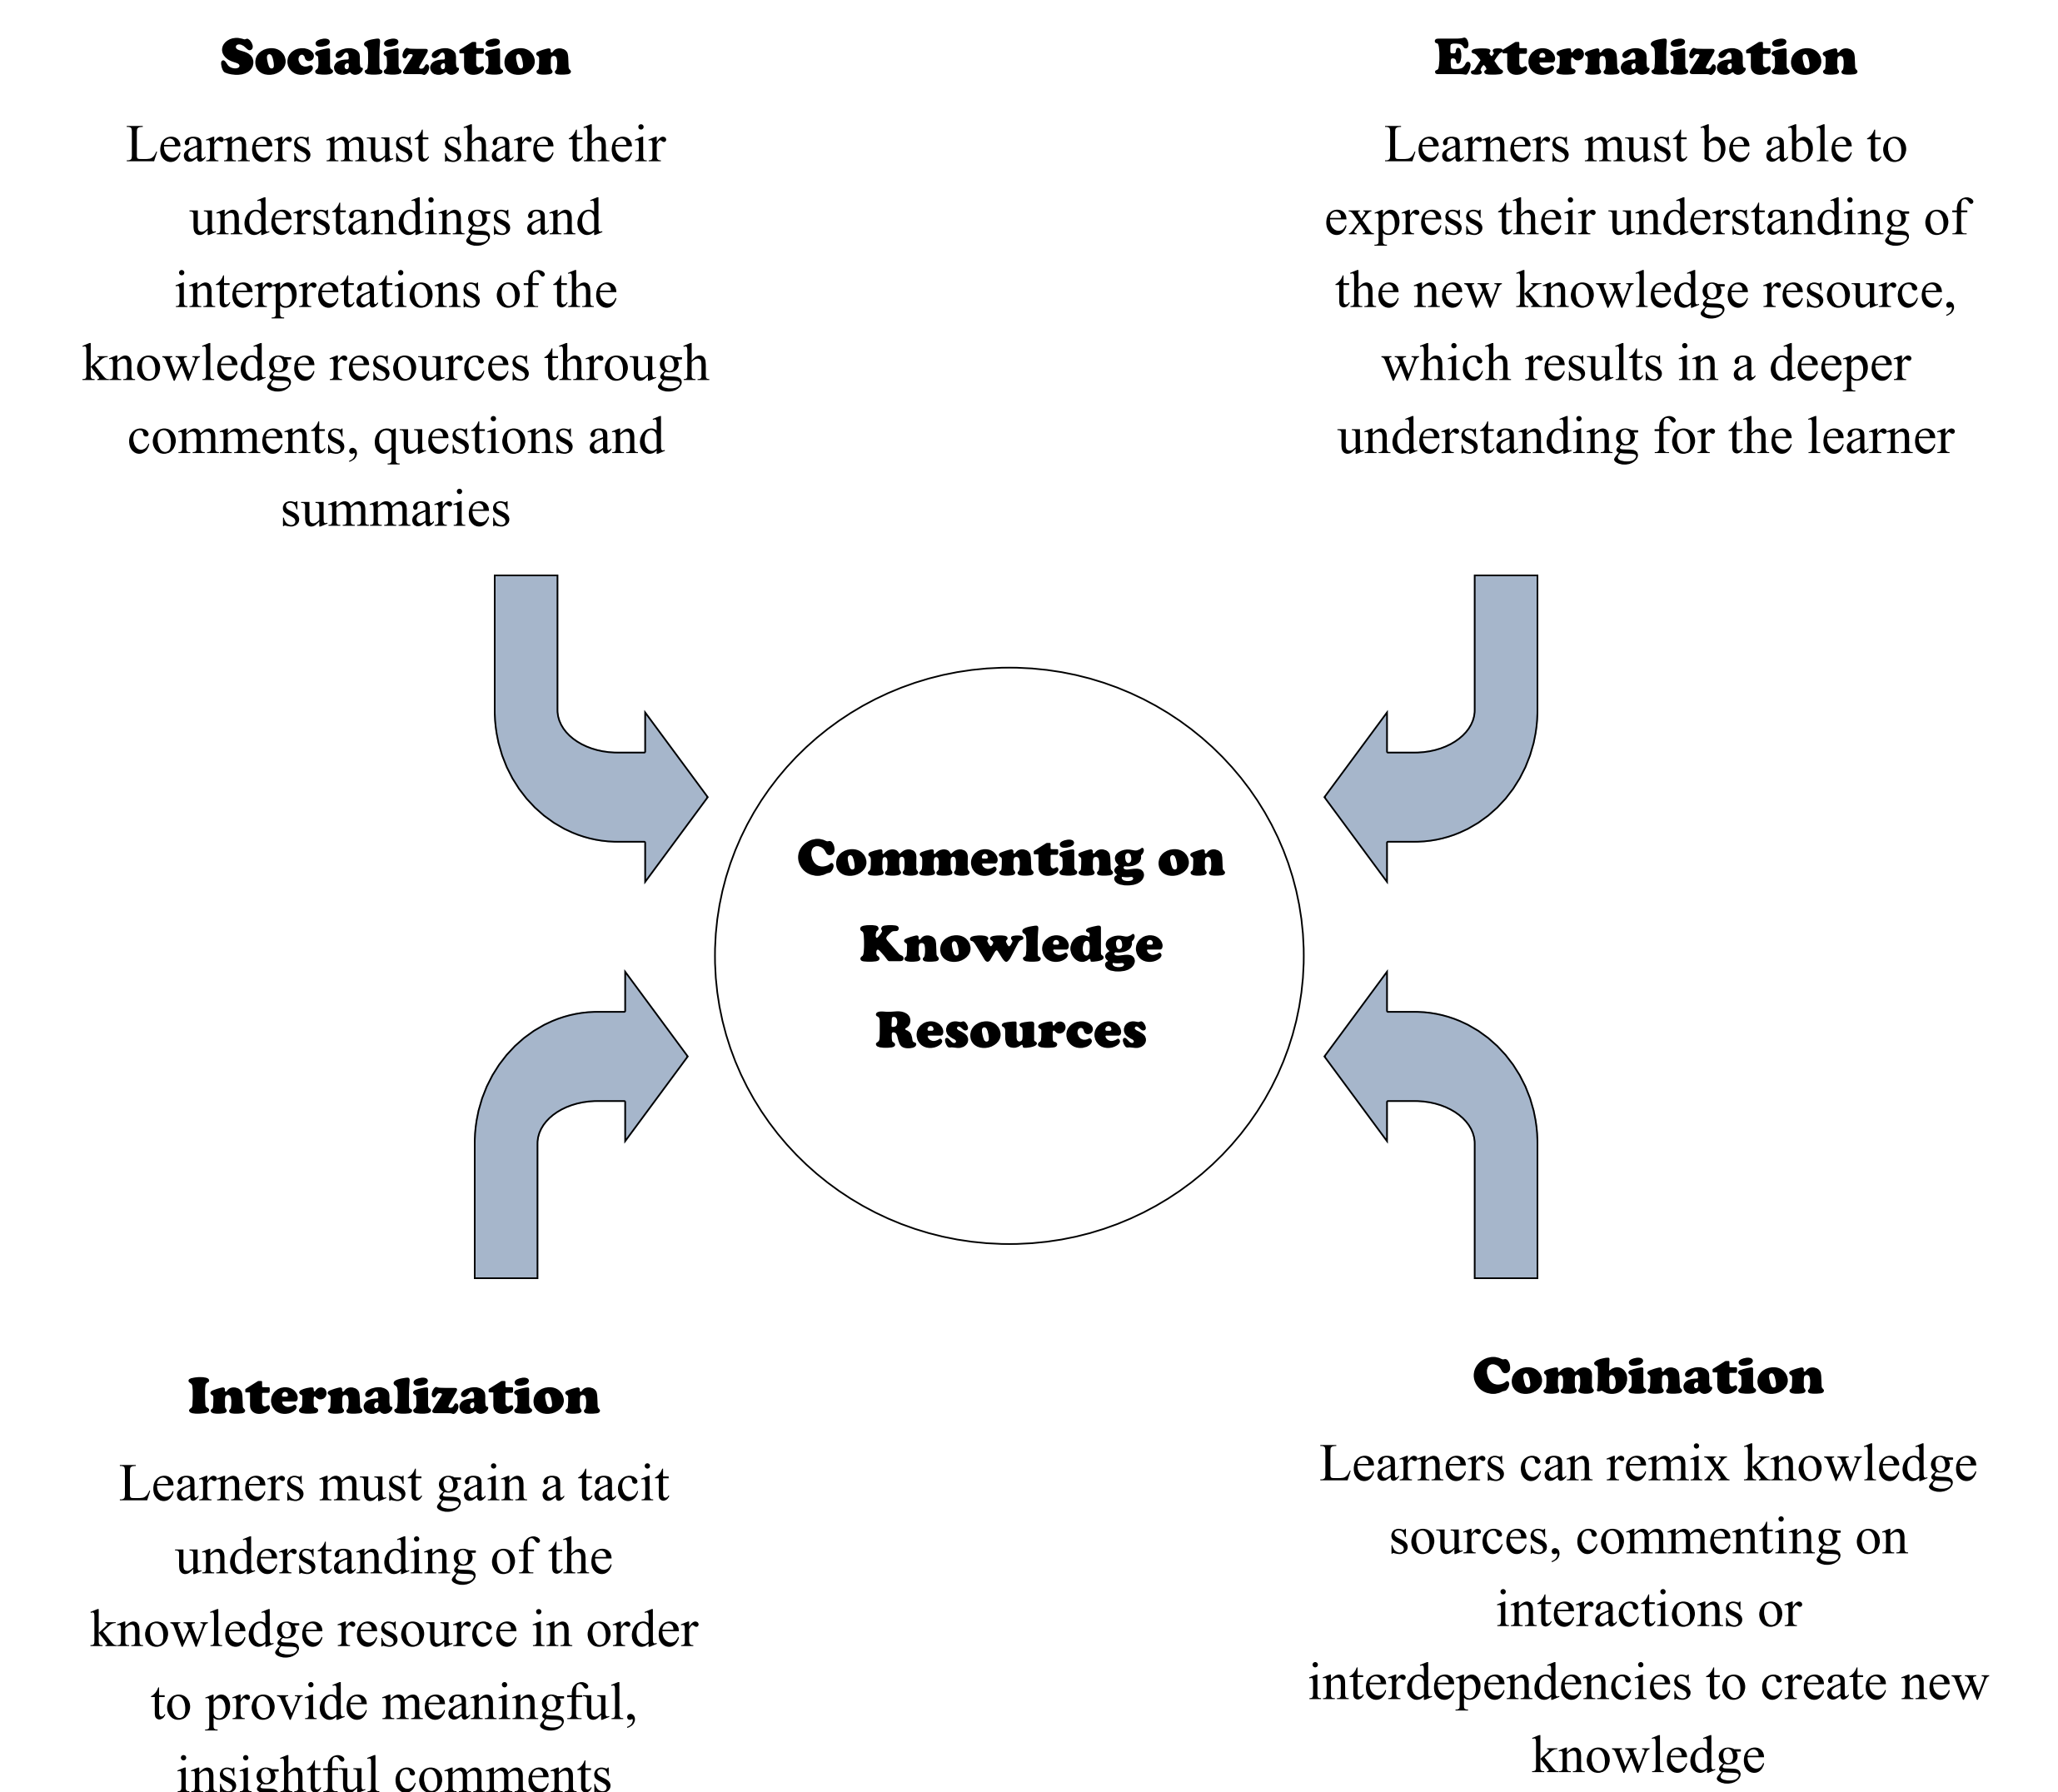 Socialization
Learners must share their
understandings and
interpretations of the
knowledge resources through
comments, questions and
summaries
Externalization
Learners must be able to
express their understanding of
the new knowledge resource,
which results in a deeper
understanding for the learner
Commenting on
Knowledge
Resources
Internalization
Learners must gain a tacit
understanding of the
knowledge resource in order
to provide meaningful,
insightful comments
Combination
Learners can remix knowledge
sources, commenting on
interactions or
interdependencies to create new
knowledge